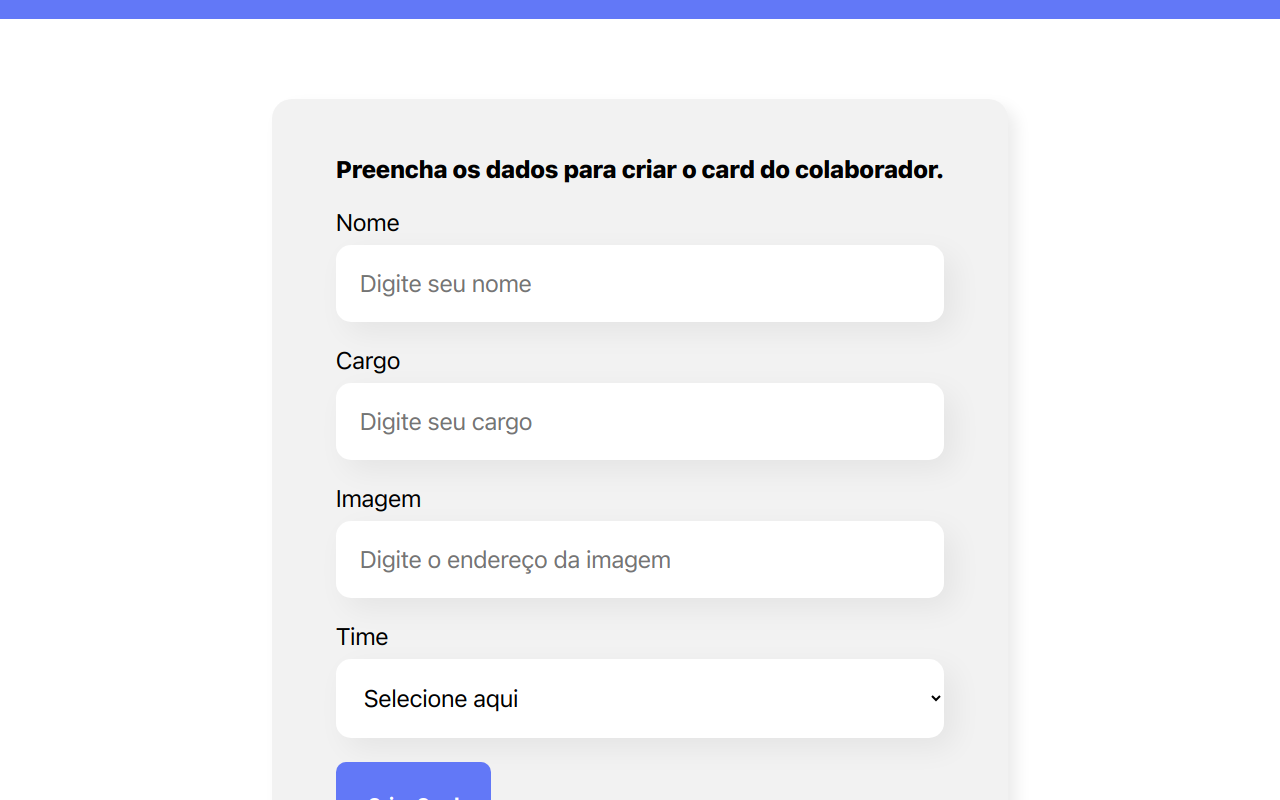 Preencha os dados para criar o card do colaborador.
Nome
Digite seu nome
Cargo
Digite seu cargo
Imagem
Digite o endereço da imagem
Time
Selecione aqui